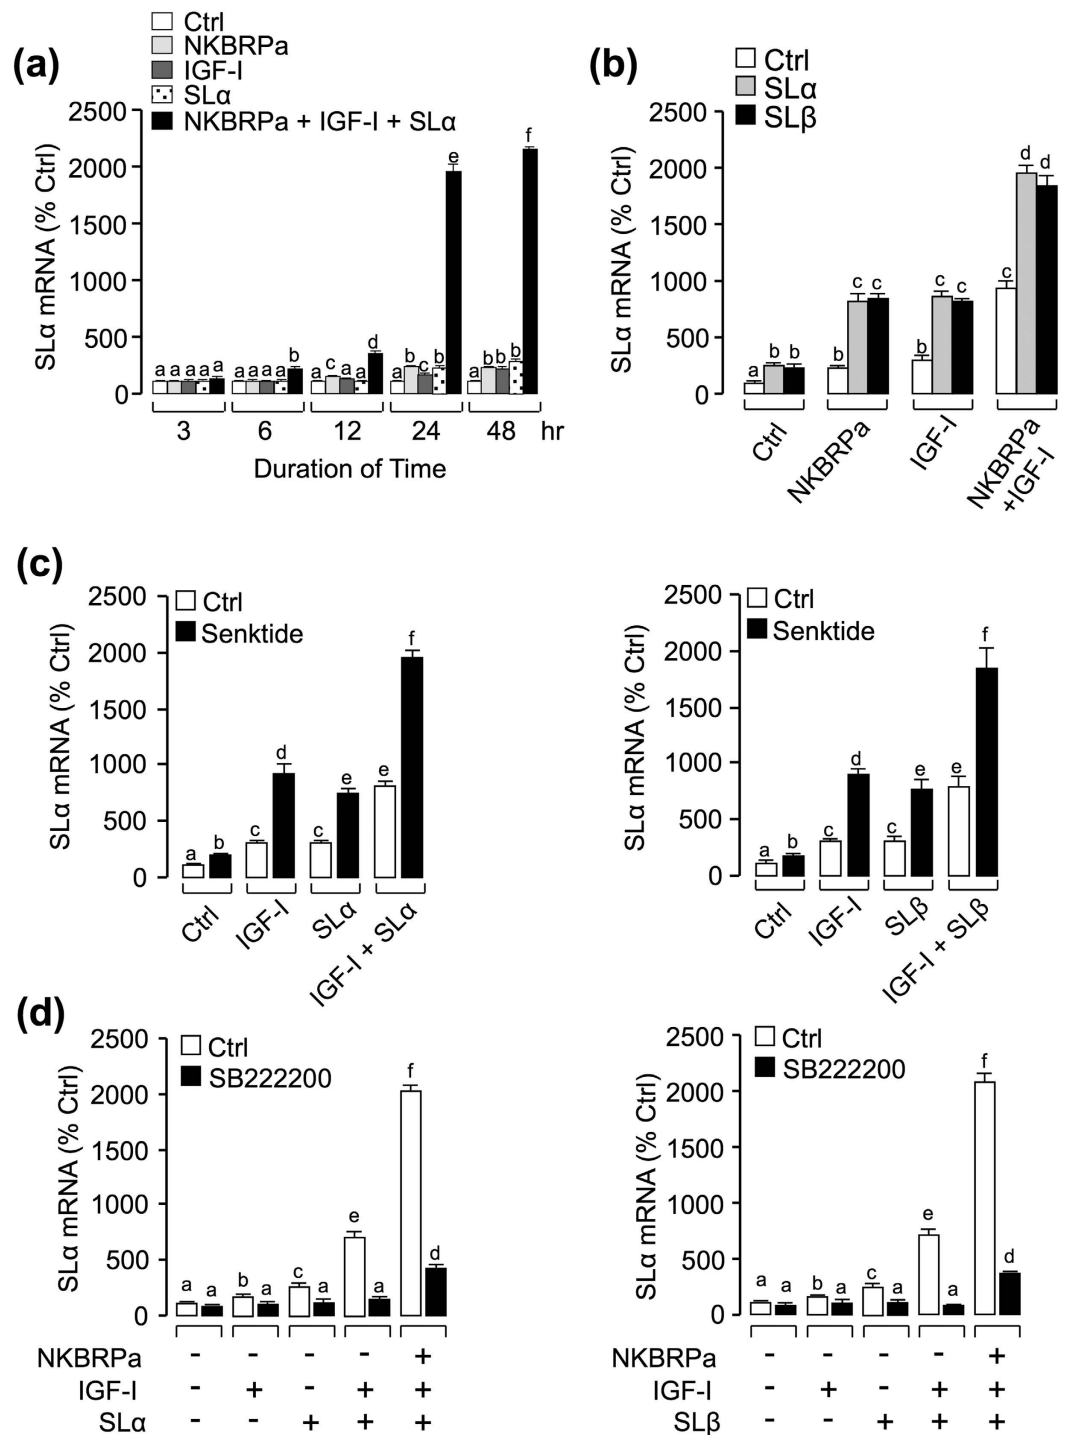 (a)
Ctrl
NKBRPa
IGF-I
SLα
NKBRPa + IGF-I + SLα
SLα mRNA (% Ctrl)
2500
2000
1500
1000
500
0
a a a a a
a a a a b
a c a a d
a b c b e
a b b b f
3 6 12 24 48 hr
Duration of Time
(b)
Ctrl
SLα
SLβ
SLα mRNA (% Ctrl)
2500
2000
1500
1000
500
0
a b b
b c c
b c c
c d d
Ctrl
NKBRPa
IGF-I
NKBRPa
+IGF-I
(c)
Ctrl
Senktide
SLα mRNA (% Ctrl)
2500
2000
1500
1000
500
0
a b c d c e e f
Ctrl
IGF-I
SLα
IGF-I + SLα
Ctrl
Senktide
SLα mRNA (% Ctrl)
2500
2000
1500
1000
500
0
a b c d c e e f
Ctrl
IGF-I
SLβ
IGF-I + SLβ
(d)
Ctrl
SB222200
SLα mRNA (% Ctrl)
2500
2000
1500
1000
500
0
a a b a c a e a f d
NKBRPa - - - - +
IGF-I - + - + +
SLα - - + + +
Ctrl
SB222200
SLα mRNA (% Ctrl)
2500
2000
1500
1000
500
0
a a b a c a e a f d
NKBRPa - - - - +
IGF-I - + - + +
SLβ - - + + +